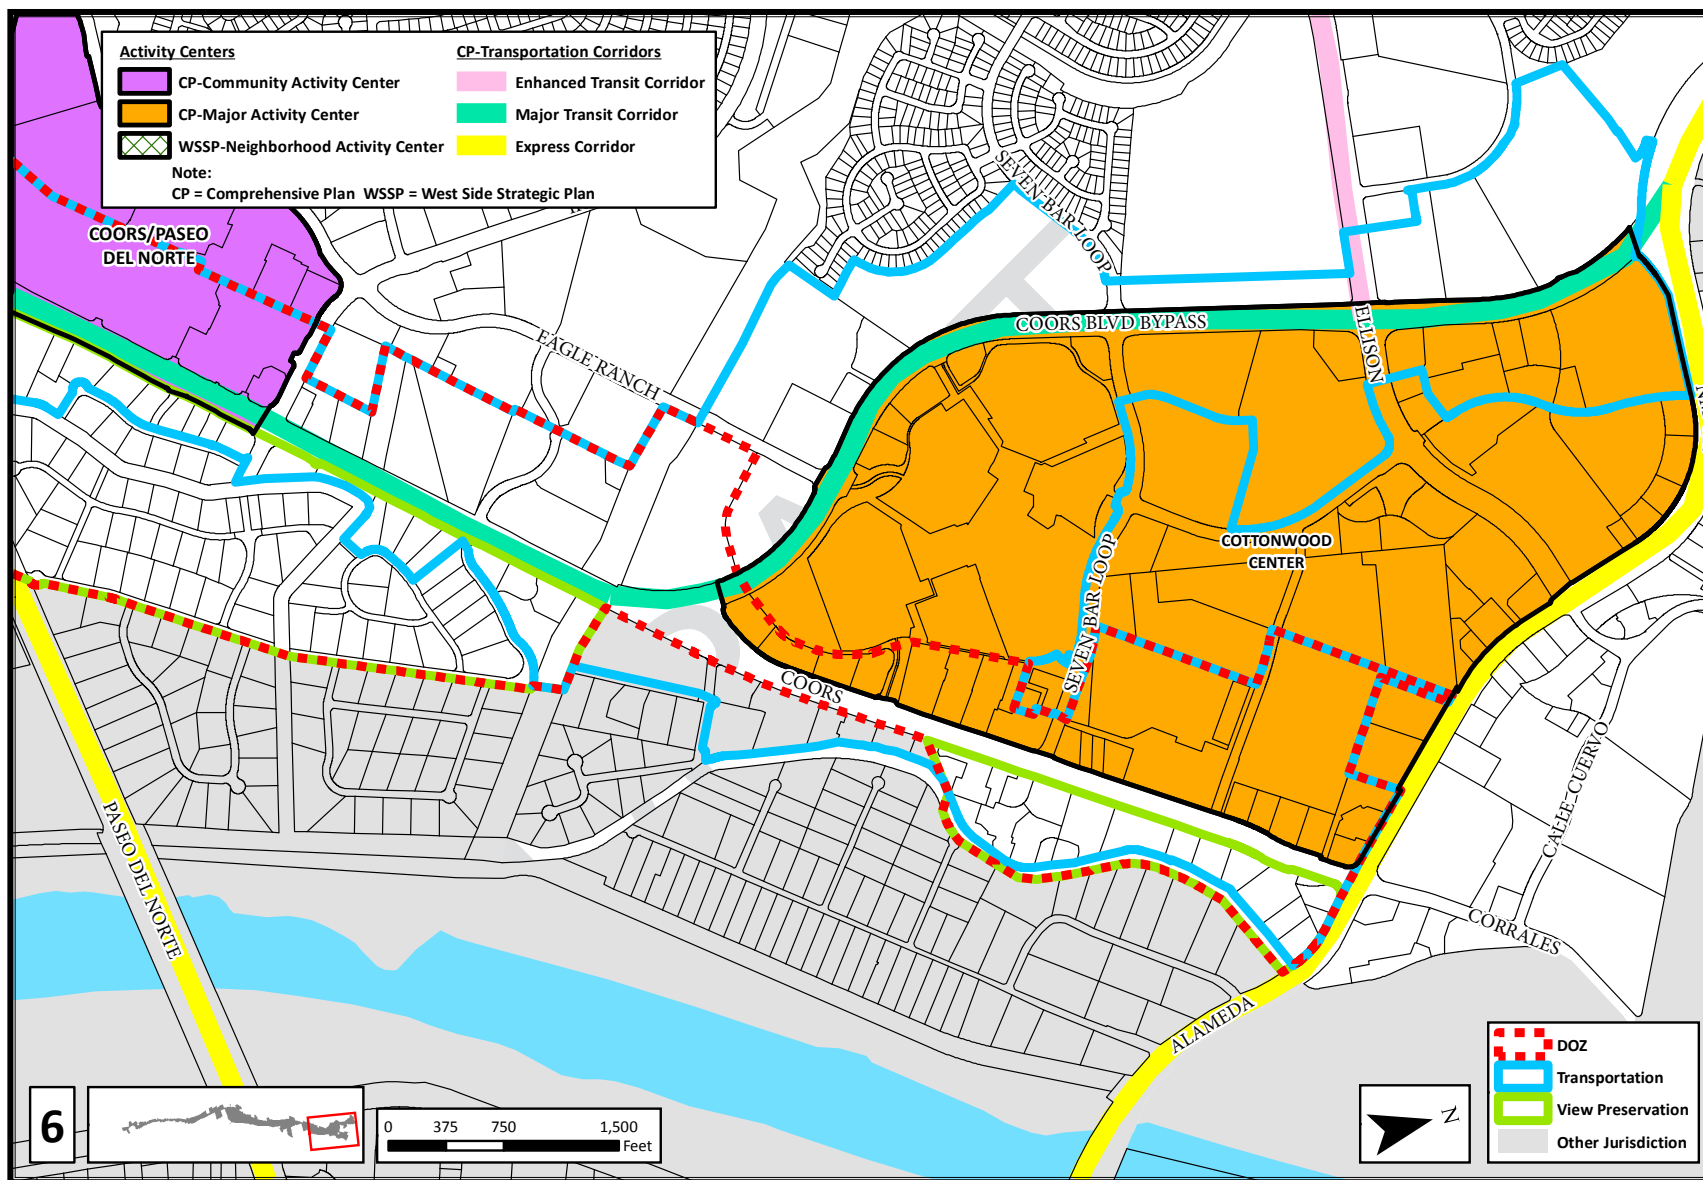 Activity Centers
CP-Community Activity Center
CP-Major Activity Center
WSSP-Neighborhood Activity Center
CP-Transportation Corridors
Enhanced Transit Corridor
Major Transit Corridor
Express Corridor
Note:
CP = Comprehensive Plan  WSSP = West Side Strategic Plan
COORS/PASEO
DEL NORTE
SEVEN BAR LOOP
EAGLE RANCH
COORS BLVD BYPASS
ELLISON
COTTONWOOD
CENTER
SEVEN BAR LOOP
COORS
PASEO DEL NORTE
CALLE CUERVO
CORRALES
ALAMEDA
DOZ
Transportation
View Preservation
Other Jurisdiction
6
0 375 750 1,500
Feet
N